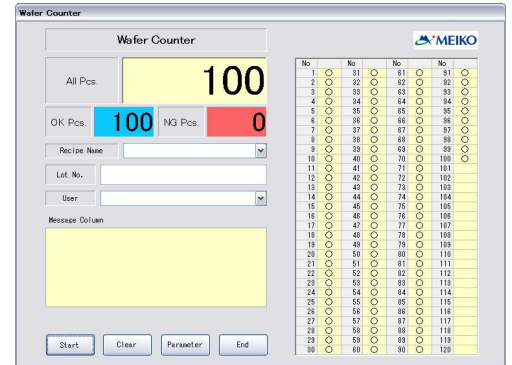 Wafer Counter
Wafer Counter
MEIKO
All Pcs.
100
OK Pcs.
100
NG Pcs.
0
Recipe Name
Lot No.
User
Message Column
Start
Clear
Parameter
End
No No No No
1 ○ 31 ○ 61 ○ 91 ○
2 ○ 32 ○ 62 ○ 92 ○
3 ○ 33 ○ 63 ○ 93 ○
4 ○ 34 ○ 64 ○ 94 ○
5 ○ 35 ○ 65 ○ 95 ○
6 ○ 36 ○ 66 ○ 96 ○
7 ○ 37 ○ 67 ○ 97 ○
8 ○ 38 ○ 68 ○ 98 ○
9 ○ 39 ○ 69 ○ 99 ○
10 ○ 40 ○ 70 ○ 100 ○
11 ○ 41 ○ 71 ○ 101
12 ○ 42 ○ 72 ○ 102
13 ○ 43 ○ 73 ○ 103
14 ○ 44 ○ 74 ○ 104
15 ○ 45 ○ 75 ○ 105
16 ○ 46 ○ 76 ○ 106
17 ○ 47 ○ 77 ○ 107
18 ○ 48 ○ 78 ○ 108
19 ○ 49 ○ 79 ○ 109
20 ○ 50 ○ 80 ○ 110
21 ○ 51 ○ 81 ○ 111
22 ○ 52 ○ 82 ○ 112
23 ○ 53 ○ 83 ○ 113
24 ○ 54 ○ 84 ○ 114
25 ○ 55 ○ 85 ○ 115
26 ○ 56 ○ 86 ○ 116
27 ○ 57 ○ 87 ○ 117
28 ○ 58 ○ 88 ○ 118
29 ○ 59 ○ 89 ○ 119
30 ○ 60 ○ 90 ○ 120